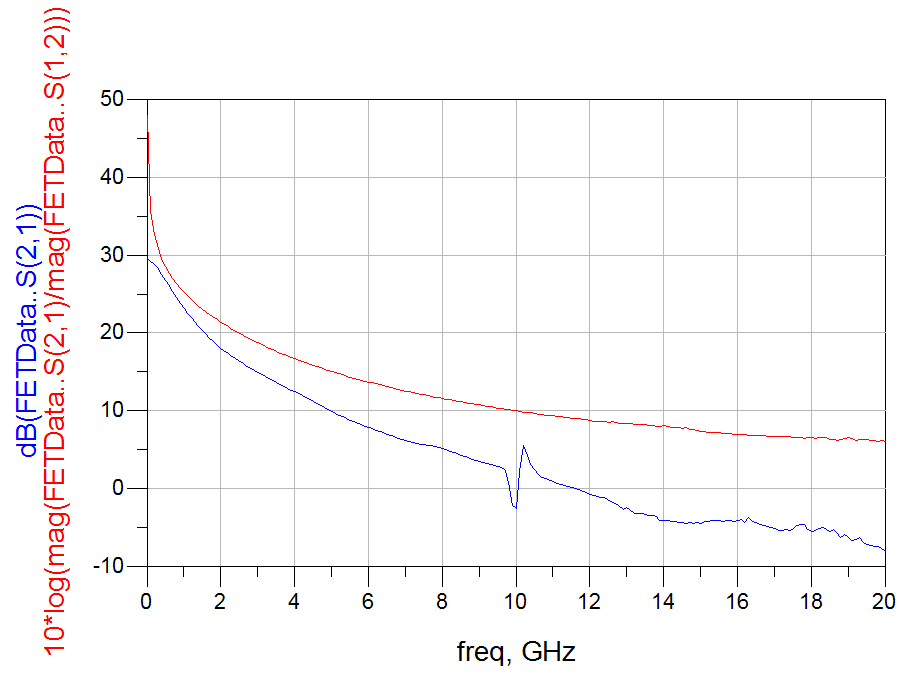 10*log(mag(FETData..S(2,1)/mag(FETData..S(1,2)))
dB(FETData..S(2,1))
50
40
30
20
10
0
-10
0 2 4 6 8 10 12 14 16 18 20
freq, GHz